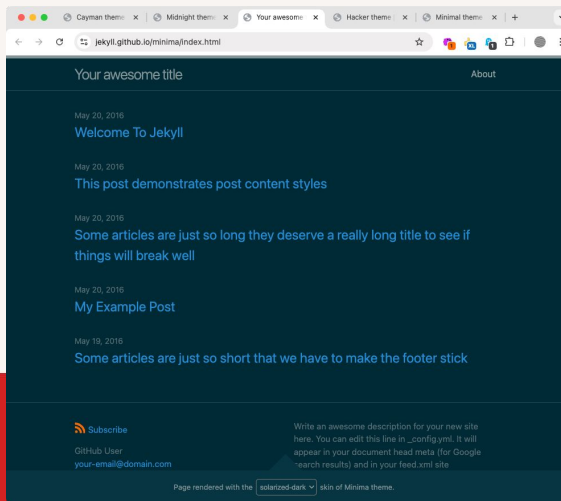 Cayman theme
Midnight them
Your awesome
Hacker theme
Minimal theme
jekyll.github.io/minima/index.html
Your awesome title
About
May 20, 2016
Welcome To Jekyll
May 20, 2016
This post demonstrates post content styles
May 20, 2016
Some articles are just so long they deserve a really long title to see if
things will break well
May 20, 2016
My Example Post
May 19, 2016
Some articles are just so short that we have to make the footer stick
Subscribe
GitHub User
your-email@domain.com
Write an awesome description for your new site
here. You can edit this line in _config.yml. It will
appear in your document head meta (for Google
search results) and in your feed.xml site
Page rendered with the solarized-dark skin of Minima theme.